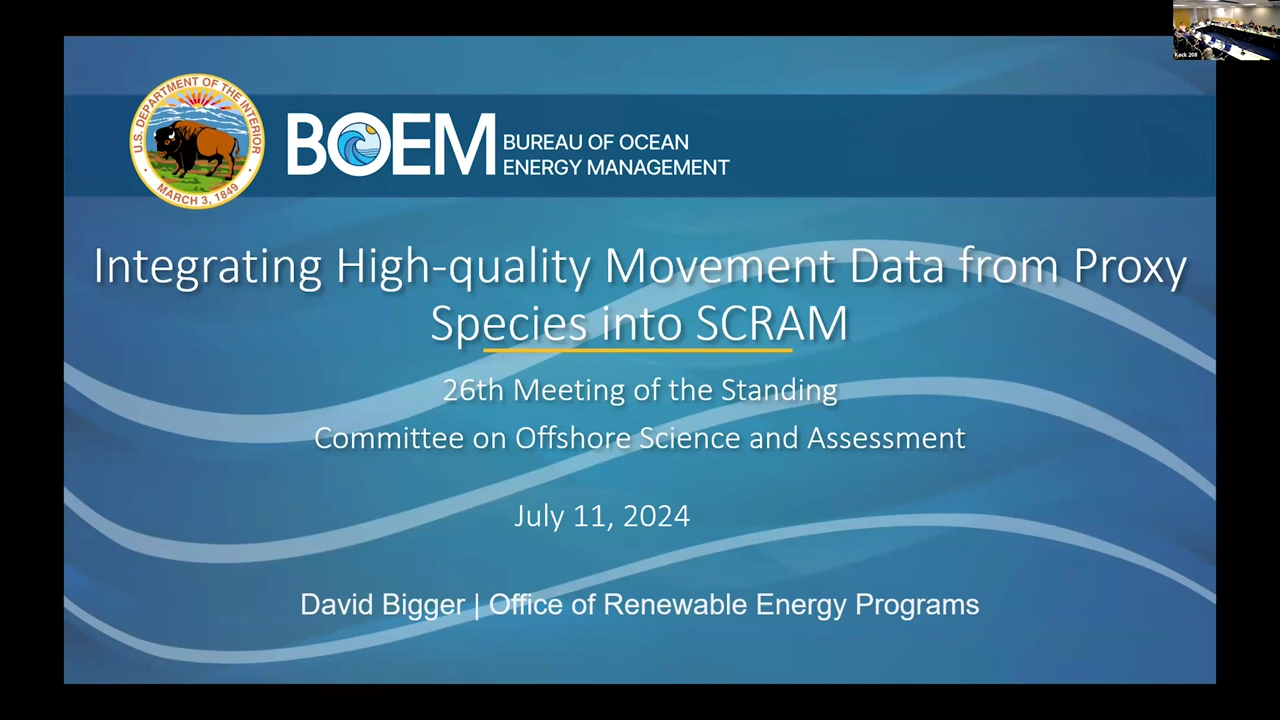 Keck 208
U.S. DEPARTMENT OF THE INTERIOR
MARCH 3, 1849
BOEM
BUREAU OF OCEAN
ENERGY MANAGEMENT
Integrating High-quality Movement Data from Proxy
Species into SCRAM
26th Meeting of the Standing
Committee on Offshore Science and Assessment
July 11, 2024
David Bigger | Office of Renewable Energy Programs